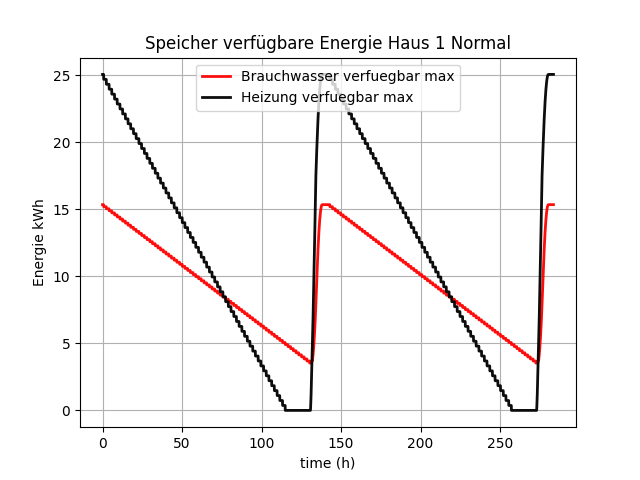 Speicher verfügbare Energie Haus 1 Normal
Brauchwasser verfuegbar max
Heizung verfuegbar max
Energie kWh
25
20
15
10
5
0
0 50 100 150 200 250
time (h)